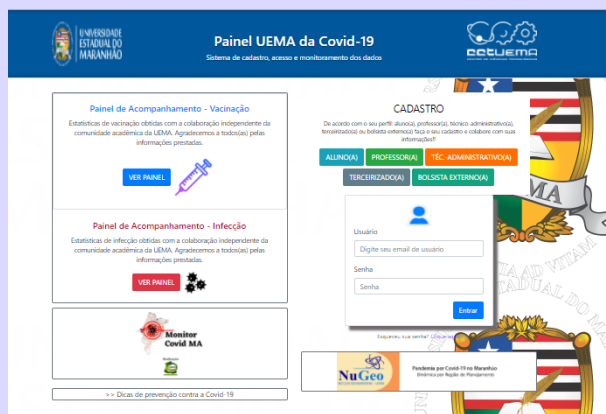 UNIVERSIDADE
ESTADUAL DO
MARANHÃO
Painel UEMA da Covid-19
Sistema de cadastro, acesso e monitoramento dos dados
CCTUEMA
Painel de Acompanhamento - Vacinação
Estatísticas de vacinação obtidas com a colaboração independente da
comunidade acadêmica da UEMA. Agradecemos a todos(as) pelas
informações prestadas.
VER PAINEL
Painel de Acompanhamento - Infecção
Estatísticas de infecção obtidas com a colaboração independente da
comunidade acadêmica da UEMA. Agradecemos a todos(as) pelas
informações prestadas.
VER PAINEL
Monitor
Covid MA
>> Dicas de prevenção contra a Covid-19
CADASTRO
De acordo com o seu perfil: aluno(a), professor(a), técnico-administrativo(a),
terceirizado(a) ou bolsista externo(a) faça o seu cadastro e colabore com suas
informações!!
ALUNO(A) PROFESSOR(A) TÉC.-ADMINISTRATIVO(A)
TERCEIRIZADO(A) BOLSISTA EXTERNO(A)
Usuário
Digite seu email de usuário
Senha
Senha
Entrar
Esqueceu sua senha?
NuGeo
Pandemia por Covid-19 no Maranhão
Dinâmica por Região de Planejamento